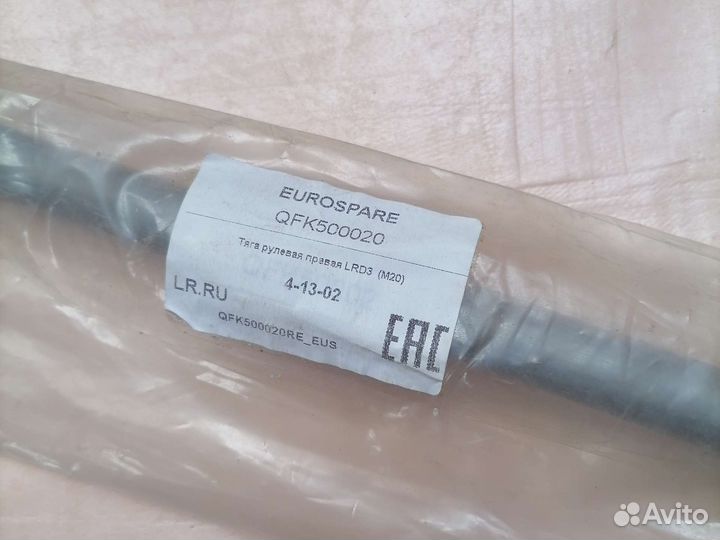 EUROSPARE
QFK500020
Тяга рулевая правая LRD3 (M20)
4-13-02
LR.RU
QFK500020RE_EUS
EAC
Avito